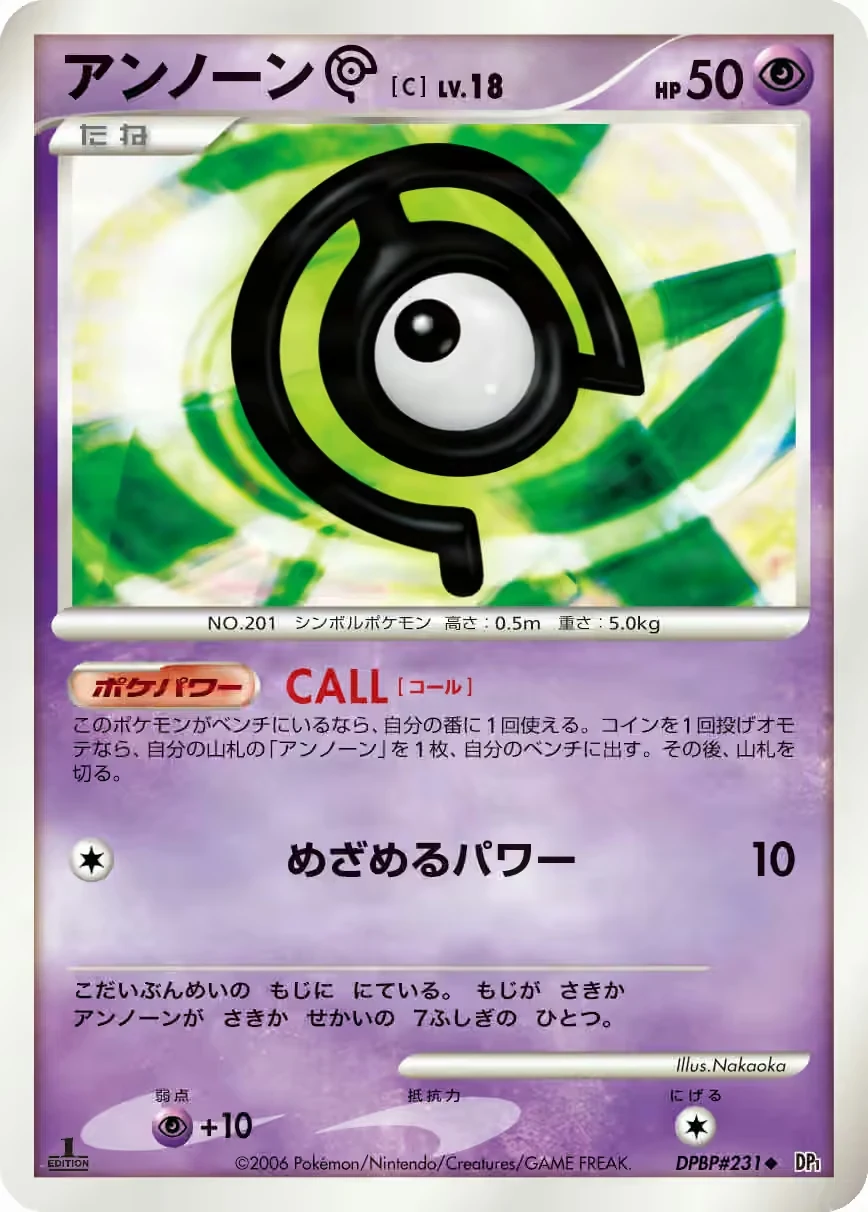 アンノーン [C] LV.18 HP 50
たね
NO.201 シンボルポケモン 高さ:0.5m 重さ:5.0kg
ポケパワー CALL [コール]
このポケモンがベンチにいるなら、自分の番に1回使える。コインを1回投げオモ
テなら、自分の山札の「アンノーン」を1枚、自分のベンチに出す。その後、山札を
切る。
めざめるパワー 10
こだいぶんめいの もじに にている。 もじが さきか
アンノーンが さきか せかいの 7ふしぎの ひとつ。
Illus.Nakaoka
弱点 抵抗力 にげる
+10
1 EDITION
©2006 Pokémon/Nintendo/Creatures/GAME FREAK. DPBP#231◆ DP1